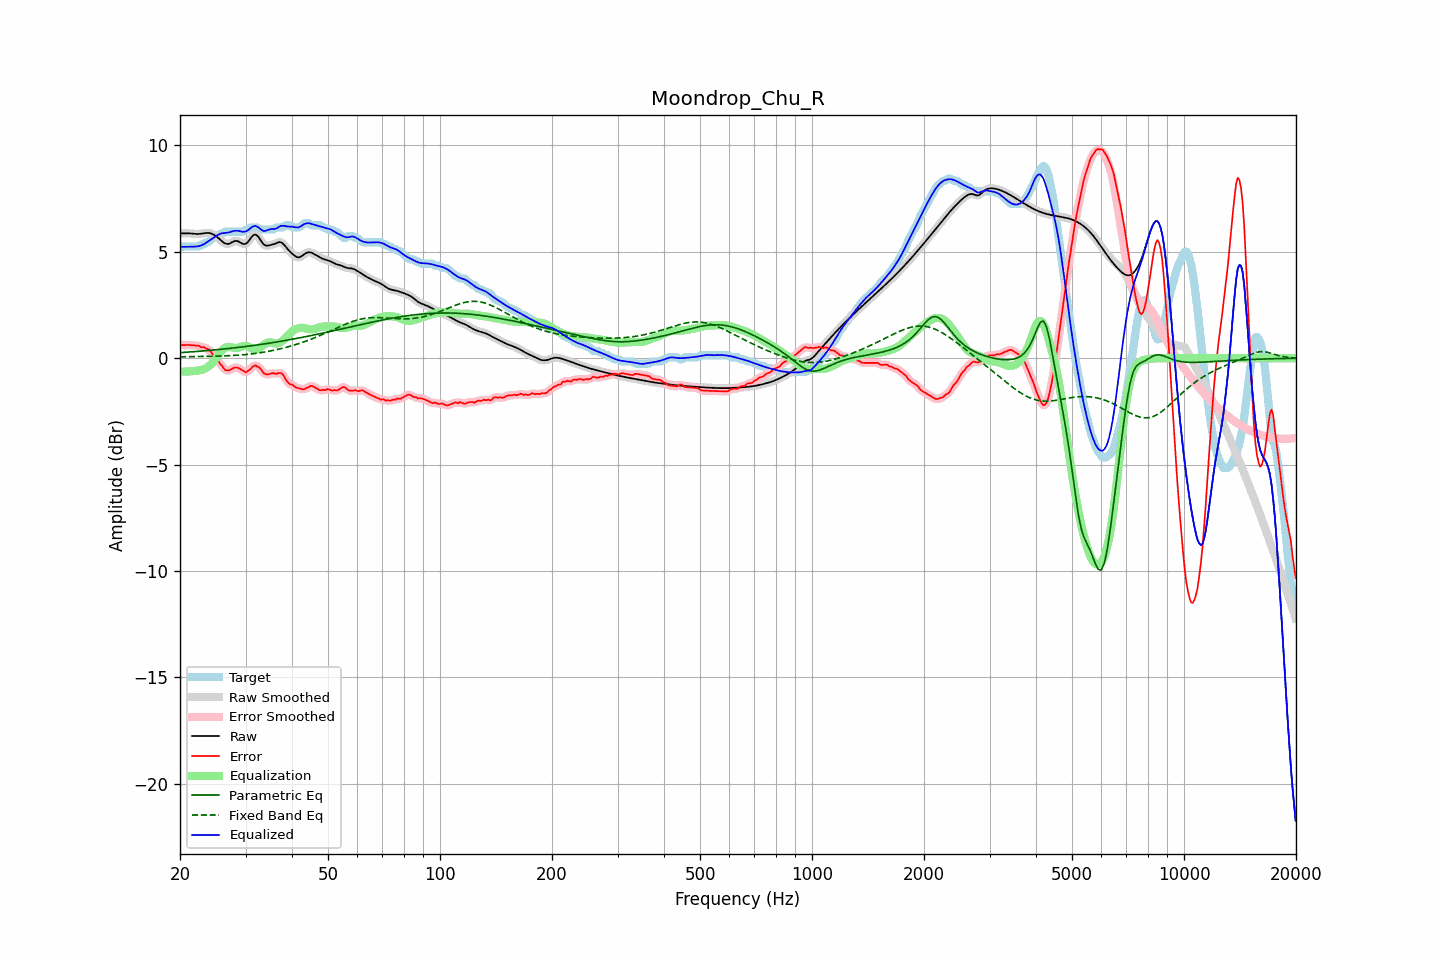 Moondrop_Chu_R
10
5
0
−5
−10
−15
−20
Amplitude (dBr)
Target
Raw Smoothed
Error Smoothed
Raw
Error
Equalization
Parametric Eq
Fixed Band Eq
Equalized
20 50 100 200 500 1000 2000 5000 10000 20000
Frequency (Hz)